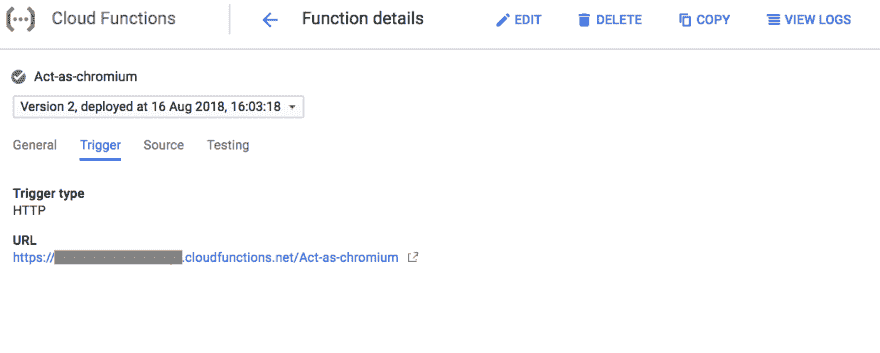 Cloud Functions Function details EDIT DELETE COPY VIEW LOGS
Act-as-chromium
Version 2, deployed at 16 Aug 2018, 16:03:18
General Trigger Source Testing
Trigger type
HTTP
URL
https:// .cloudfunctions.net/Act-as-chromium